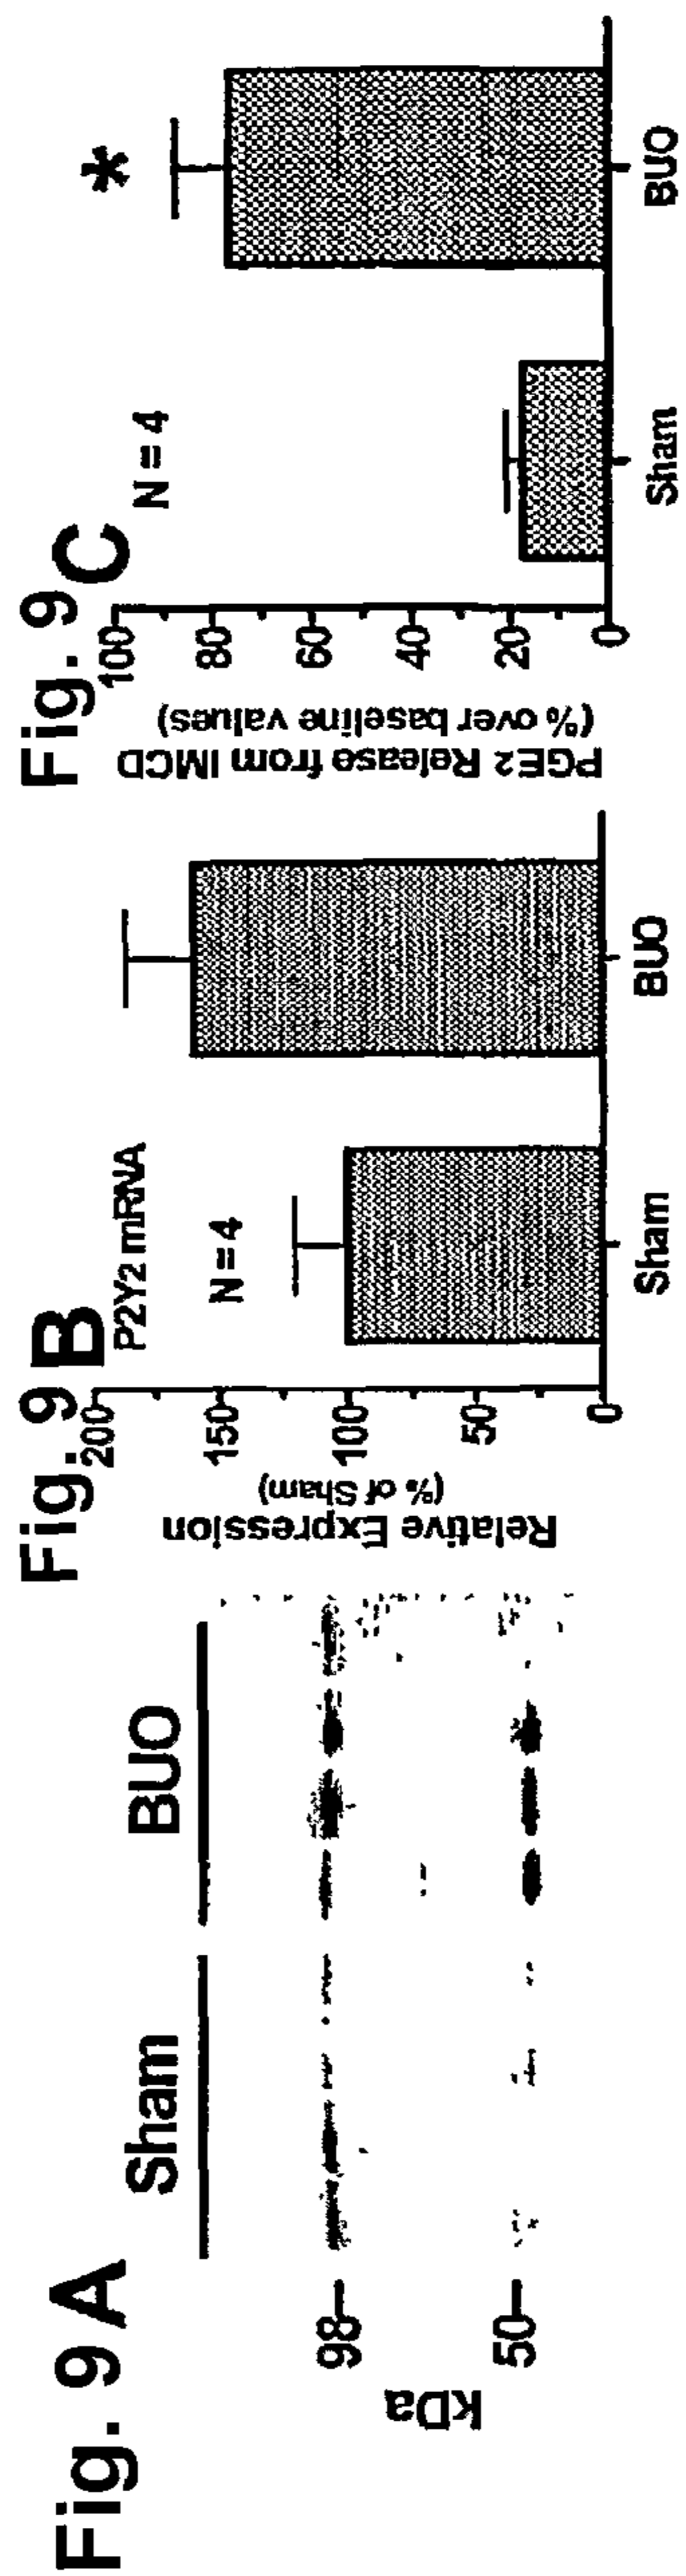 Fig. 9 A
Sham
BUO
kDa
98
50
Fig. 9 B
P2Y2 mRNA
N = 4
Relative Expression
(% of Sham)
200
150
100
50
0
Sham
BUO
Fig. 9 C
N = 4
*
PGE2 Release from IMCD
(% over baseline values)
100
80
60
40
20
0
Sham
BUO